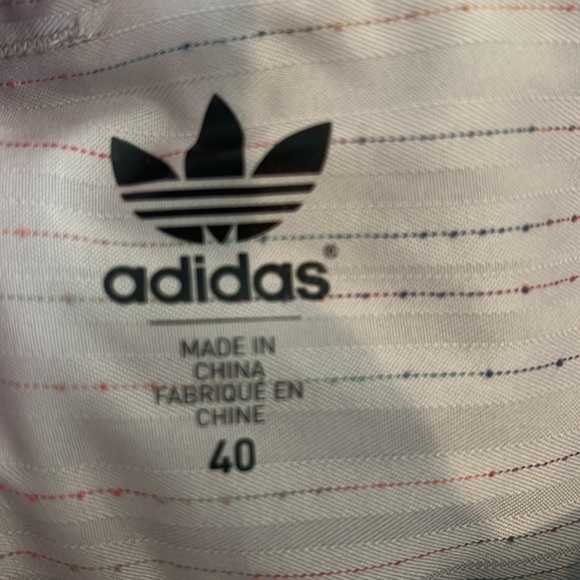 adidas®
MADE IN
CHINA
FABRIQUÉ EN
CHINE
40